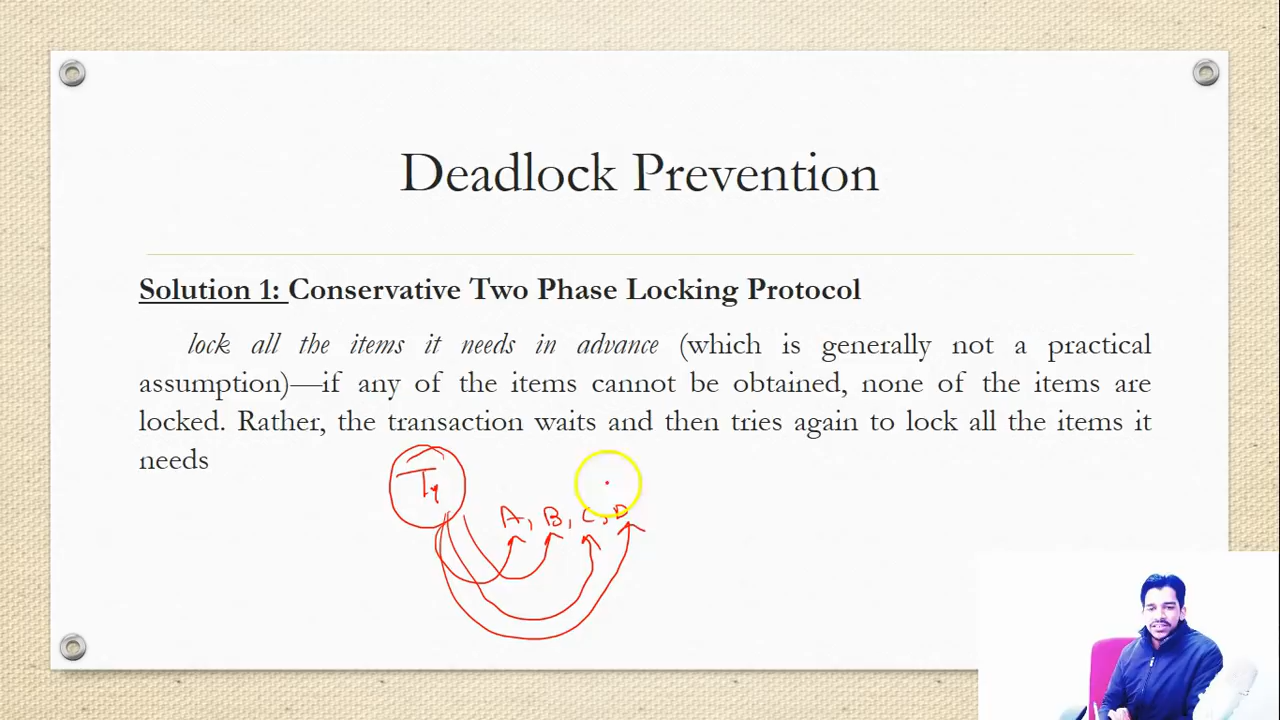 Deadlock Prevention
Solution 1: Conservative Two Phase Locking Protocol
lock all the items it needs in advance (which is generally not a practical
assumption)—if any of the items cannot be obtained, none of the items are
locked. Rather, the transaction waits and then tries again to lock all the items it
needs
A, B, C, D